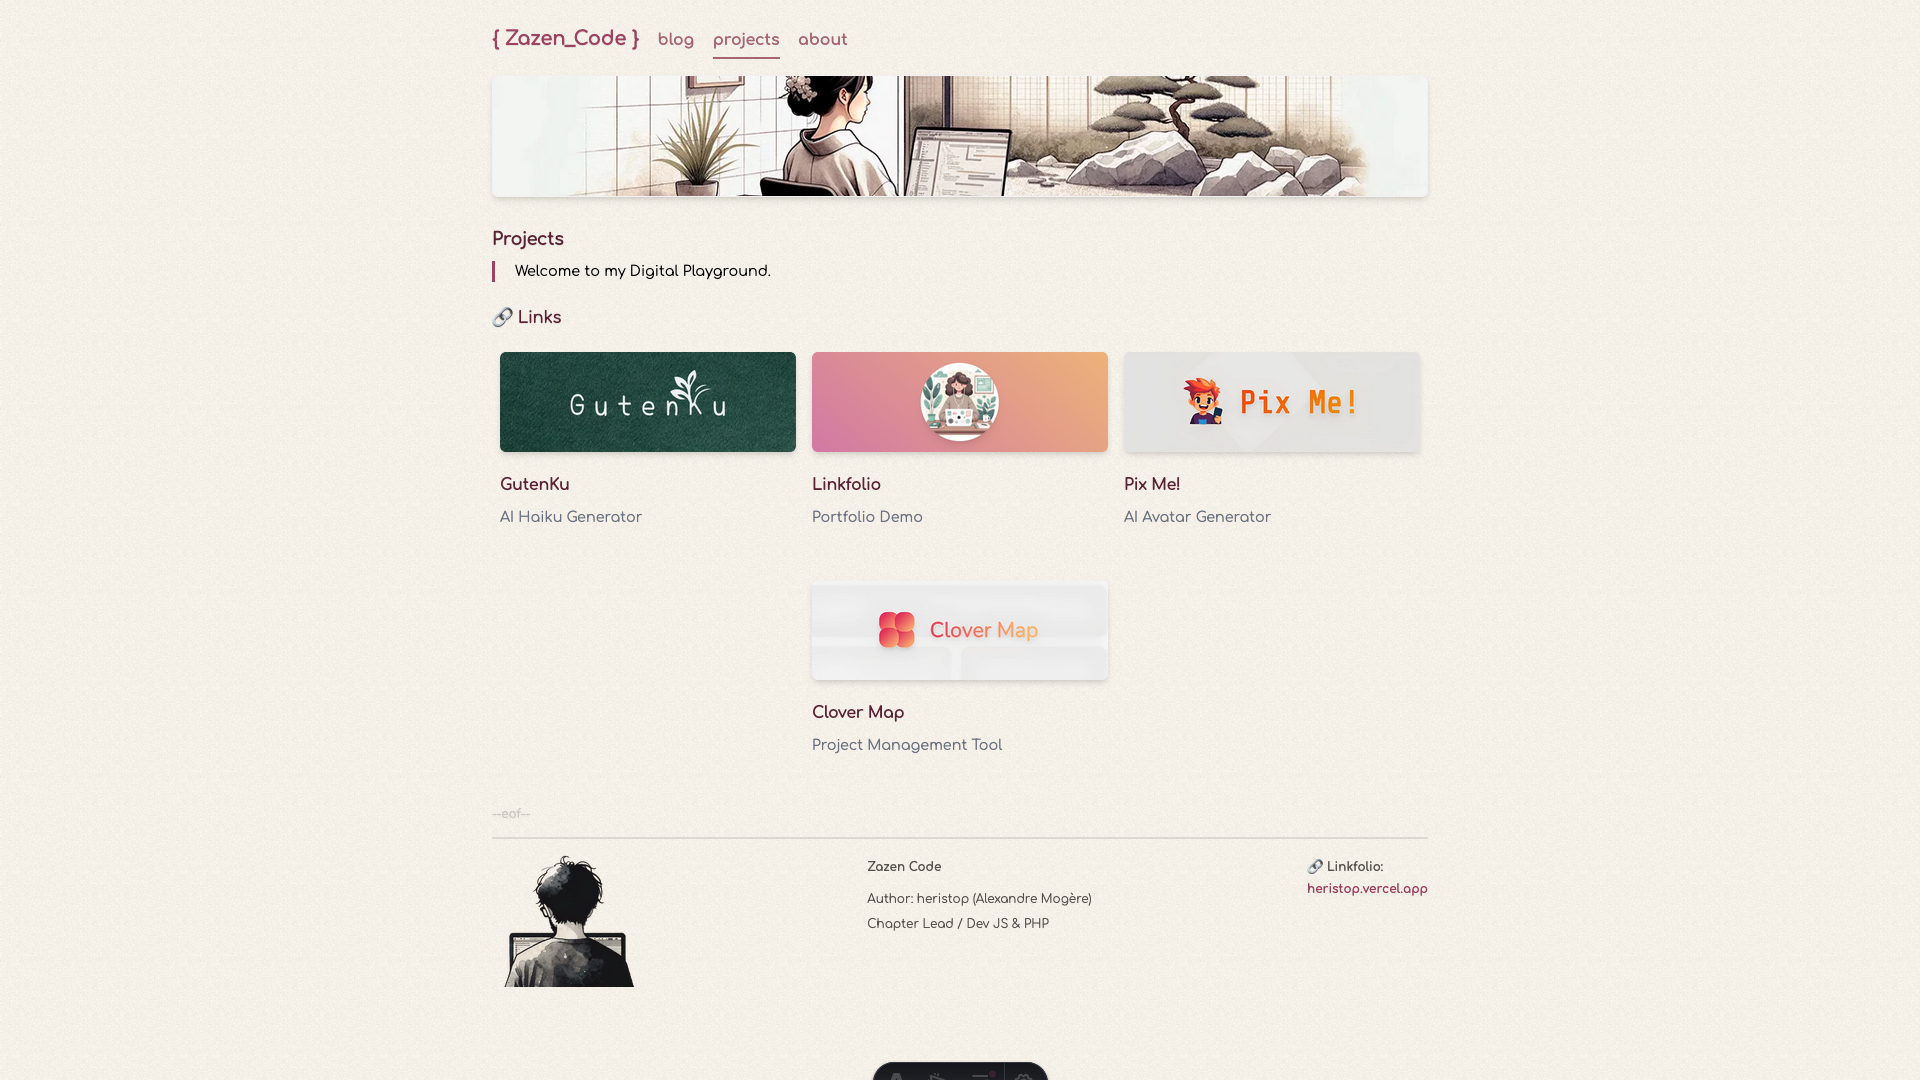 { Zazen_Code }
blog
projects
about
Projects
Welcome to my Digital Playground.
🔗 Links
GutenKu
Pix Me!
GutenKu
Linkfolio
Pix Me!
AI Haiku Generator
Portfolio Demo
AI Avatar Generator
Clover Map
Clover Map
Project Management Tool
--eof--
Zazen Code
Author: heristop (Alexandre Mogère)
Chapter Lead / Dev JS & PHP
🔗 Linkfolio:
heristop.vercel.app